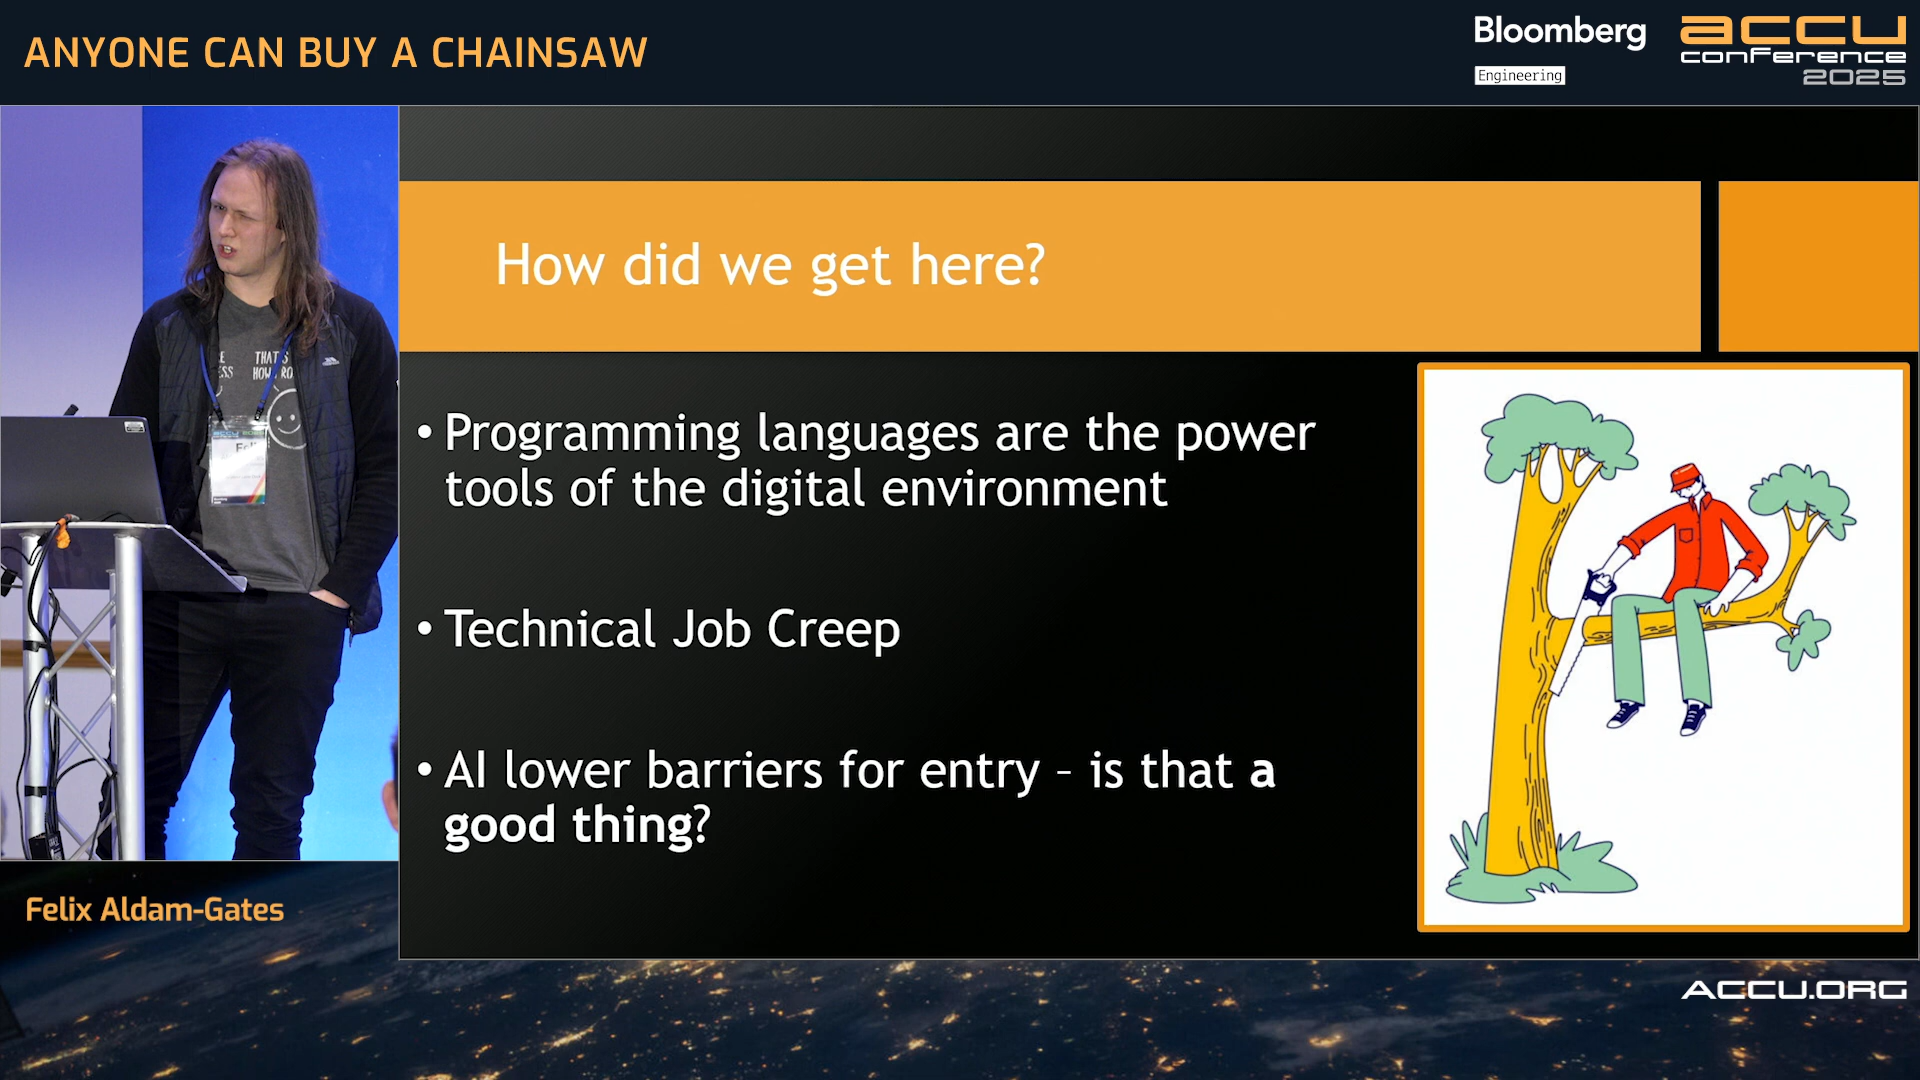 ANYONE CAN BUY A CHAINSAW
Bloomberg
Engineering
accu
conference
2025
How did we get here?
• Programming languages are the power
tools of the digital environment
• Technical Job Creep
• AI lower barriers for entry – is that a
good thing?
THAT'S
HOW
Felix Aldam-Gates
ACCU.ORG